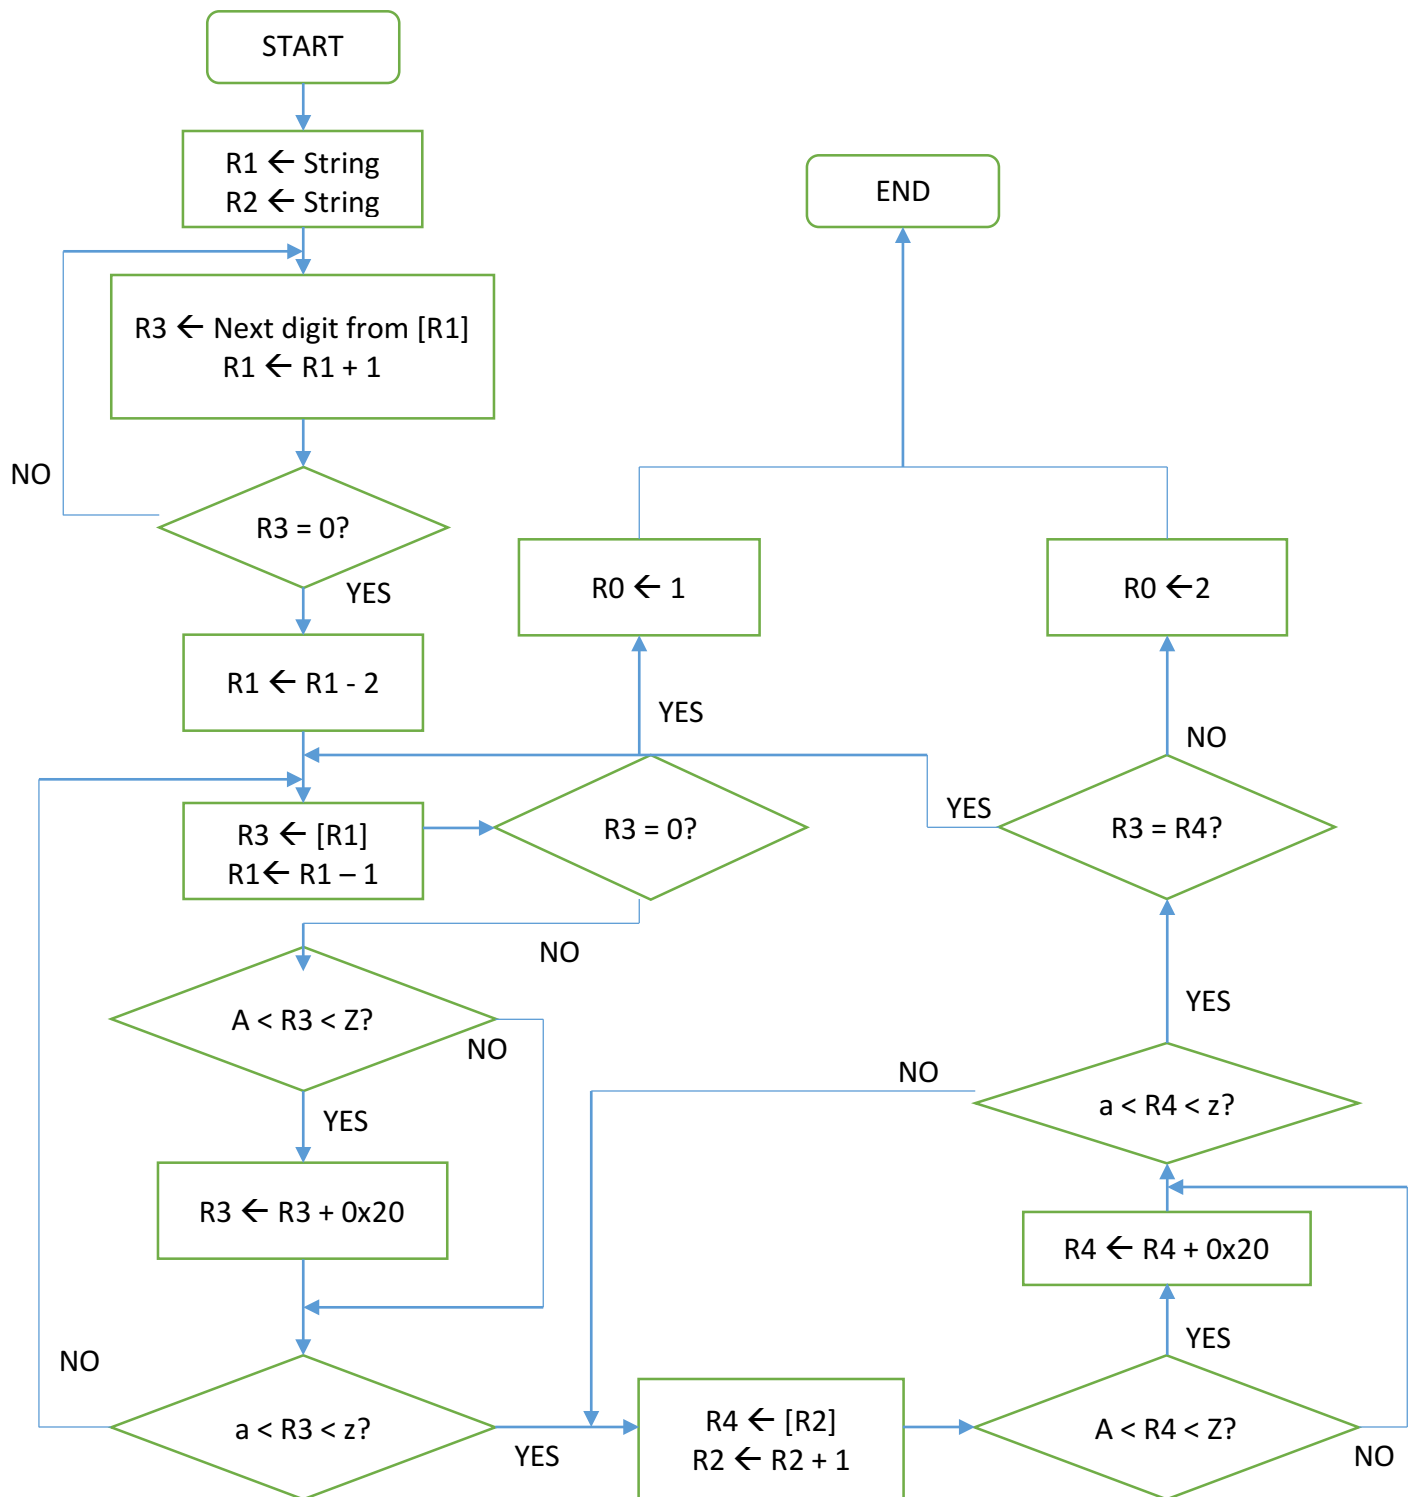 START
R1 ← String
R2 ← String
END
R3 ← Next digit from [R1]
R1 ← R1 + 1
NO
R3 = 0?
YES
R0 ← 1
R0 ←2
R1 ← R1 - 2
YES
NO
YES
R3 ← [R1]
R1← R1 – 1
R3 = 0?
R3 = R4?
NO
A < R3 < Z?
NO
YES
YES
NO
a < R4 < z?
R3 ← R3 + 0x20
R4 ← R4 + 0x20
YES
NO
a < R3 < z?
YES
R4 ← [R2]
R2 ← R2 + 1
A < R4 < Z?
NO